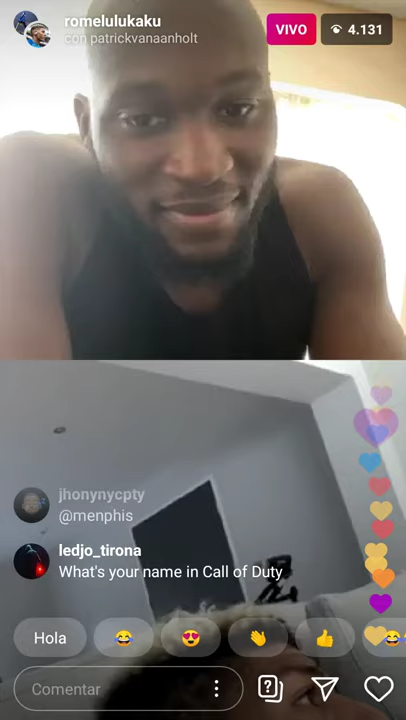 romelulukaku
con patrickvanaanholt
VIVO
4.131
jhonynycpty
@menphis
ledjo_tirona
What's your name in Call of Duty
Hola
Comentar